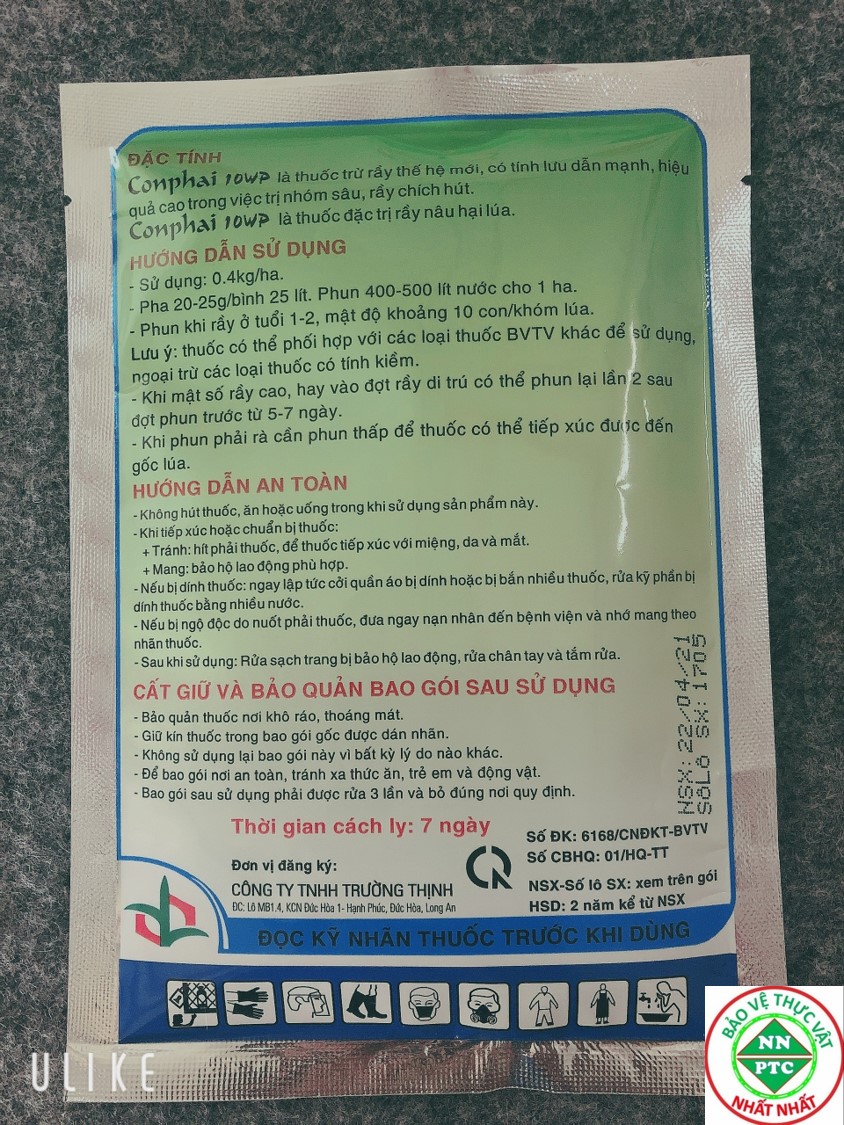 ĐẶC TÍNH
Conphai 10WP là thuốc trừ rầy thế hệ mới, có tính lưu dẫn mạnh, hiệu
quả cao trong việc trị nhóm sâu, rầy chích hút.
Conphai 10WP là thuốc đặc trị rầy nâu hại lúa.
HƯỚNG DẪN SỬ DỤNG
- Sử dụng: 0.4kg/ha.
- Pha 20-25g/bình 25 lít. Phun 400-500 lít nước cho 1 ha.
- Phun khi rầy ở tuổi 1-2, mật độ khoảng 10 con/khóm lúa.
Lưu ý: thuốc có thể phối hợp với các loại thuốc BVTV khác để sử dụng,
ngoại trừ các loại thuốc có tính kiềm.
- Khi mật số rầy cao, hay vào đợt rầy di trú có thể phun lại lần 2 sau
đợt phun trước từ 5-7 ngày.
- Khi phun phải rà cần phun thấp để thuốc có thể tiếp xúc được đến
gốc lúa.
HƯỚNG DẪN AN TOÀN
- Không hút thuốc, ăn hoặc uống trong khi sử dụng sản phẩm này.
- Khi tiếp xúc hoặc chuẩn bị thuốc:
+ Tránh: hít phải thuốc, để thuốc tiếp xúc với miệng, da và mắt.
+ Mang: bảo hộ lao động phù hợp.
- Nếu bị dính thuốc: ngay lập tức cởi quần áo bị dính hoặc bị bắn nhiều thuốc, rửa kỹ phần bị
dính thuốc bằng nhiều nước.
- Nếu bị ngộ độc do nuốt phải thuốc, đưa ngay nạn nhân đến bệnh viện và nhớ mang theo
nhãn thuốc.
- Sau khi sử dụng: Rửa sạch trang bị bảo hộ lao động, rửa chân tay và tắm rửa.
CẤT GIỮ VÀ BẢO QUẢN BAO GÓI SAU SỬ DỤNG
- Bảo quản thuốc nơi khô ráo, thoáng mát.
- Giữ kín thuốc trong bao gói gốc được dán nhãn.
- Không sử dụng lại bao gói này vì bất kỳ lý do nào khác.
- Để bao gói nơi an toàn, tránh xa thức ăn, trẻ em và động vật.
- Bao gói sau sử dụng phải được rửa 3 lần và bỏ đúng nơi quy định.
NSX: 22/04/21
SốLô SX: 1705
Thời gian cách ly: 7 ngày
Số ĐK: 6168/CNĐKT-BVTV
Số CBHQ: 01/HQ-TT
NSX-Số lô SX: xem trên gói
HSD: 2 năm kể từ NSX
Đơn vị đăng ký:
CÔNG TY TNHH TRƯỜNG THỊNH
ĐC: Lô MB1.4, KCN Đức Hòa 1- Hạnh Phúc, Đức Hòa, Long An
ĐỌC KỸ NHÃN THUỐC TRƯỚC KHI DÙNG
ULIKE
BẢO VỆ THỰC VẬT
NN
PTC
NHẤT NHẤT